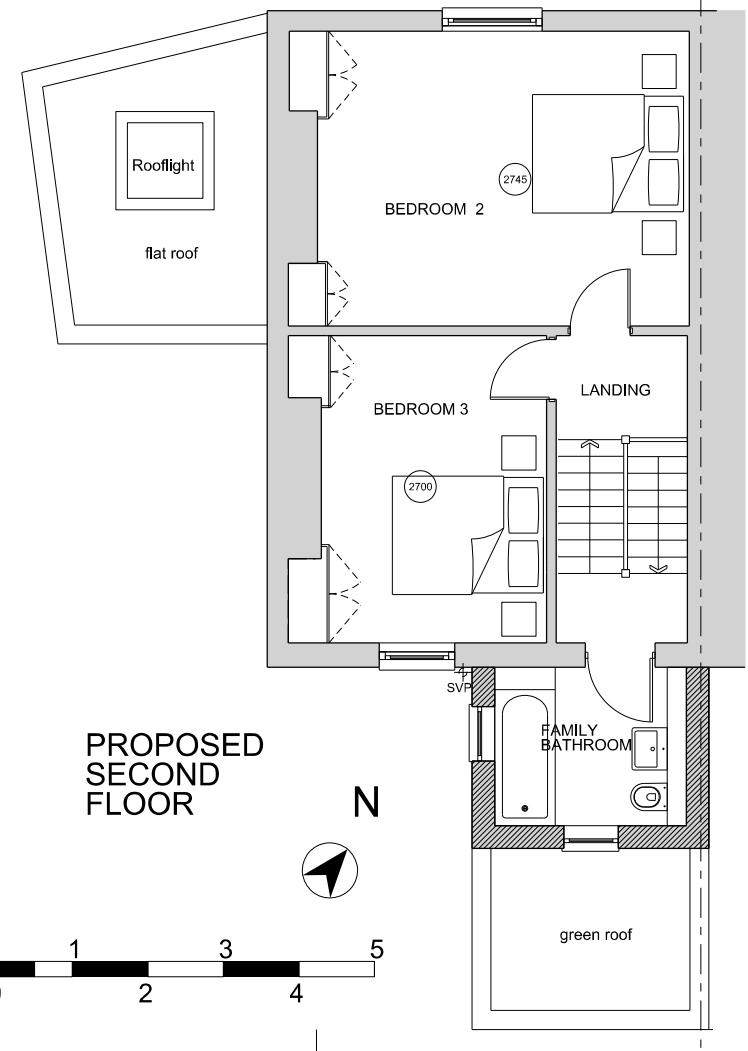 Rooflight
2745
BEDROOM 2
flat roof
LANDING
BEDROOM 3
2700
SVP
FAMILY
BATHROOM
PROPOSED
SECOND
FLOOR
N
green roof
1 3 5
2 4